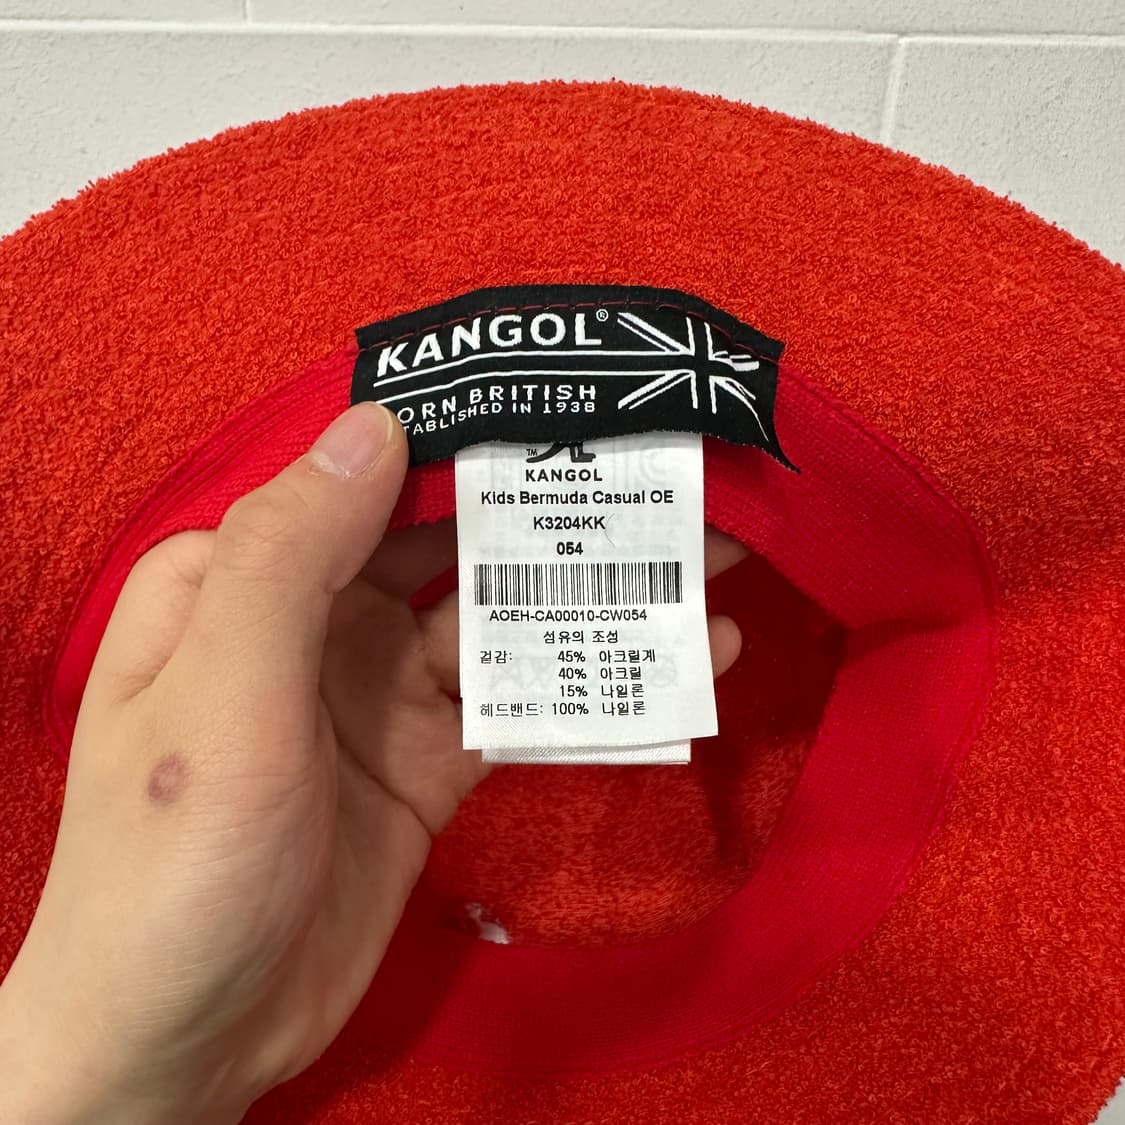 KANGOL®
ORN BRITISH
TABLISHED IN 1938
TM
KANGOL
Kids Bermuda Casual OE
K3204KK
054
AOEH-CA00010-CW054
섬유의 조성
겉감: 45% 아크릴계
40% 아크릴
15% 나일론
헤드밴드: 100% 나일론